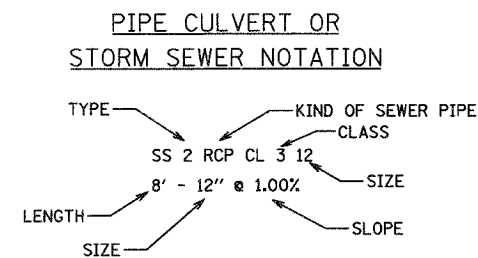 PIPE CULVERT OR
STORM SEWER NOTATION
TYPE
KIND OF SEWER PIPE
CLASS
SS 2 RCP CL 3 12
SIZE
8' - 12" @ 1.00%
LENGTH
SLOPE
SIZE